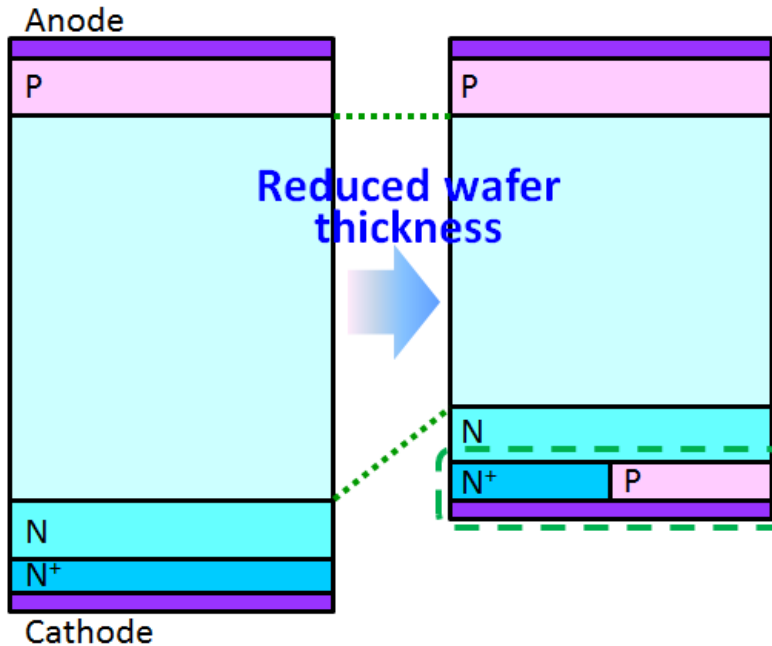 Anode
P
P
Reduced wafer
thickness
N
N⁺
P
N
N⁺
Cathode